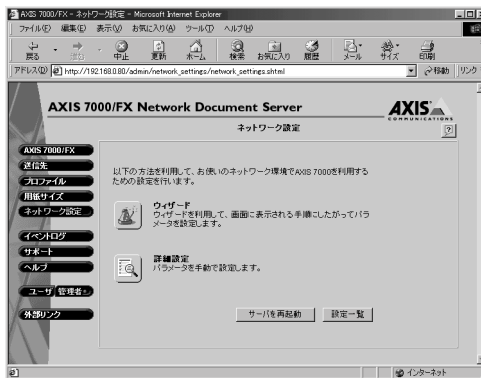 AXIS 7000/FX - ネットワーク設定 - Microsoft Internet Explorer
ファイル(F) 編集(E) 表示(V) お気に入り(A) ツール(T) ヘルプ(H)
戻る 進む 中止 更新 ホーム 検索 お気に入り 履歴 メール サイズ 印刷
アドレス(D) http://192.168.0.80/admin/network_settings/network_settings.shtml 移動 リンク
AXIS 7000/FX Network Document Server
AXIS
COMMUNICATIONS
ネットワーク設定
?
AXIS 7000/FX
送信先
プロファイル
用紙サイズ
ネットワーク設定
イベントログ
サポート
ヘルプ
ユーザ 管理者
外部リンク
以下の方法を利用して、お使いのネットワーク環境でAXIS 7000を利用する
ための設定を行います。
ウィザード
ウィザードを利用して、画面に表示される手順にしたがってパラ
メータを設定します。
詳細設定
パラメータを手動で設定します。
サーバを再起動 設定一覧
インターネット